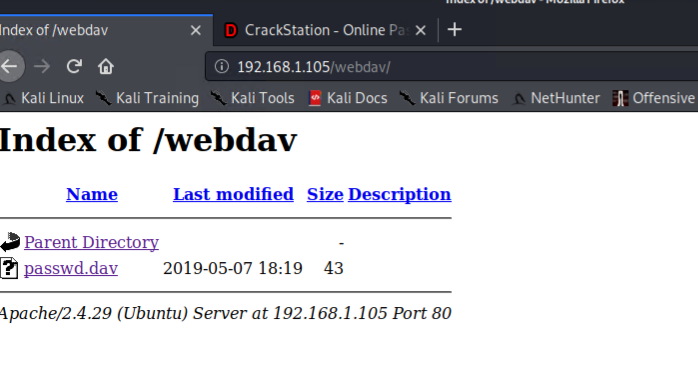 Index of /webdav - Mozilla Firefox
Index of /webdav × CrackStation - Online Pa × +
192.168.1.105/webdav/
Kali Linux Kali Training Kali Tools Kali Docs Kali Forums NetHunter Offensive
Index of /webdav
Name Last modified Size Description
Parent Directory -
passwd.dav 2019-05-07 18:19 43
Apache/2.4.29 (Ubuntu) Server at 192.168.1.105 Port 80